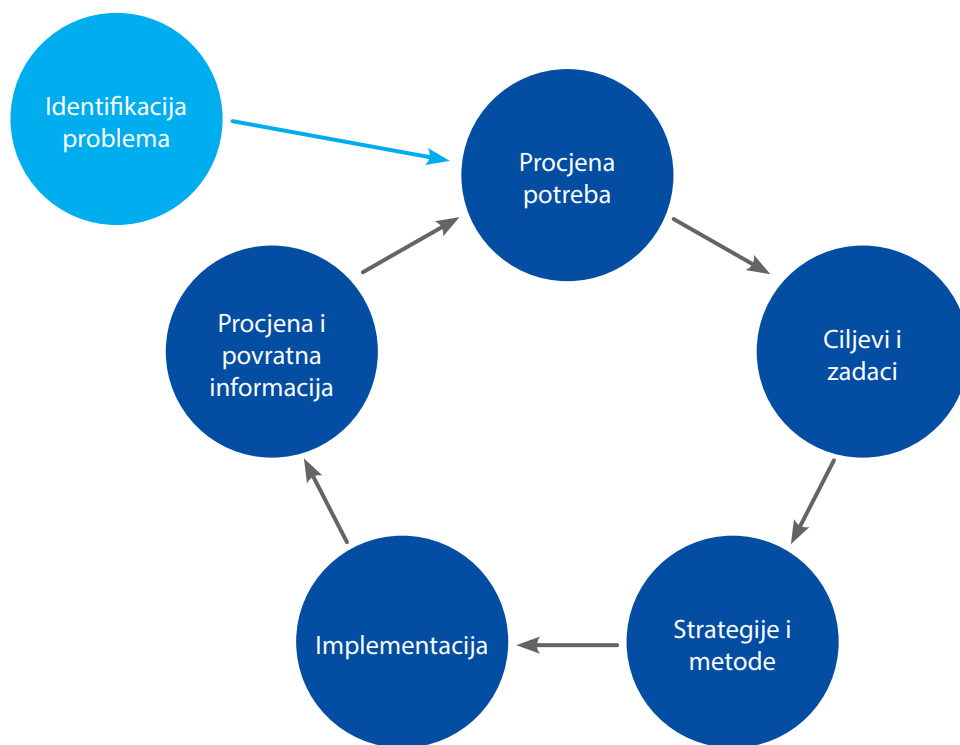 Identifikacija
problema
Procjena
potreba
Ciljevi i
zadaci
Strategije i
metode
Implementacija
Procjena i
povratna
informacija